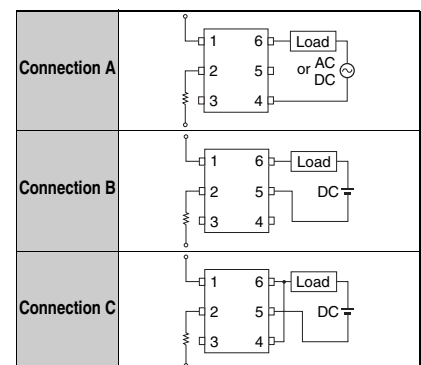 Connection A
1 6 Load
2 5 or AC
DC
3 4
Connection B
1 6 Load
2 5 DC
3 4
Connection C
1 6 Load
2 5 DC
3 4